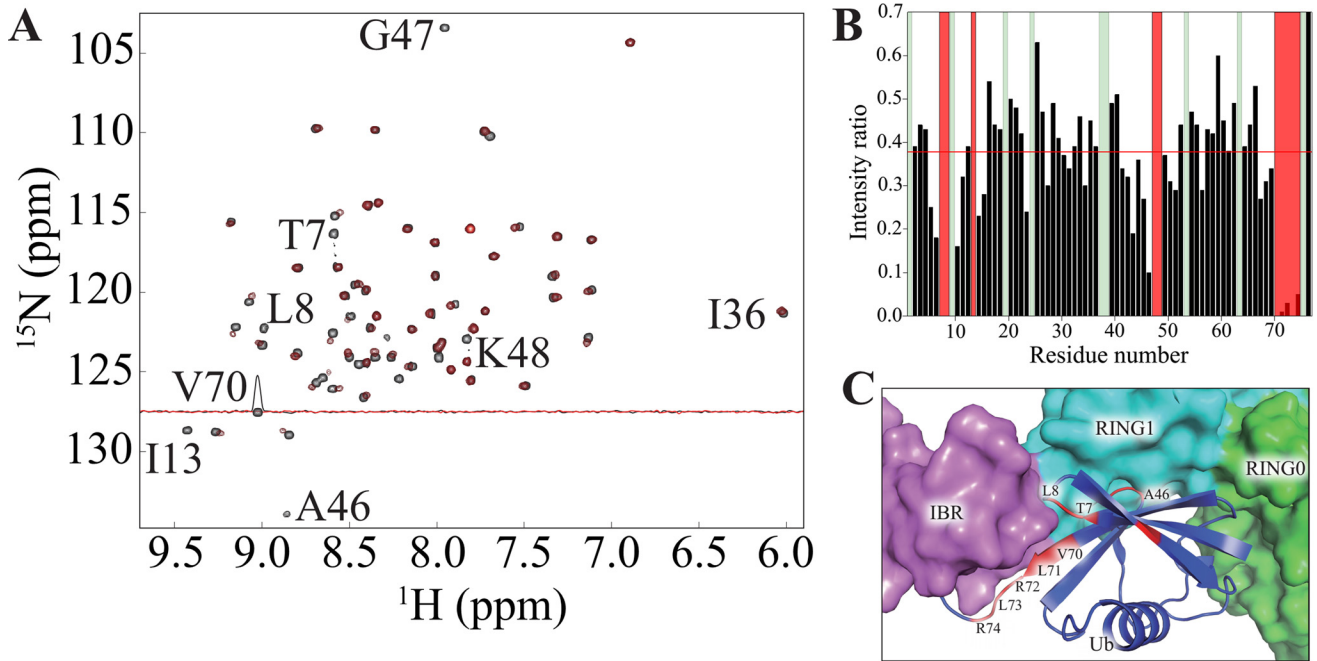 A
G47
T7
L8
I36
K48
V70
I13
A46
105
110
115
120
125
130
15N (ppm)
9.5 9.0 8.5 8.0 7.5 7.0 6.5 6.0
1H (ppm)
B
0.7
0.6
0.5
0.4
0.3
0.2
0.1
0.0
Intensity ratio
10 20 30 40 50 60 70
Residue number
C
RING1
RING0
IBR
L8
T7
A46
V70
L71
R72
L73
R74
Ub